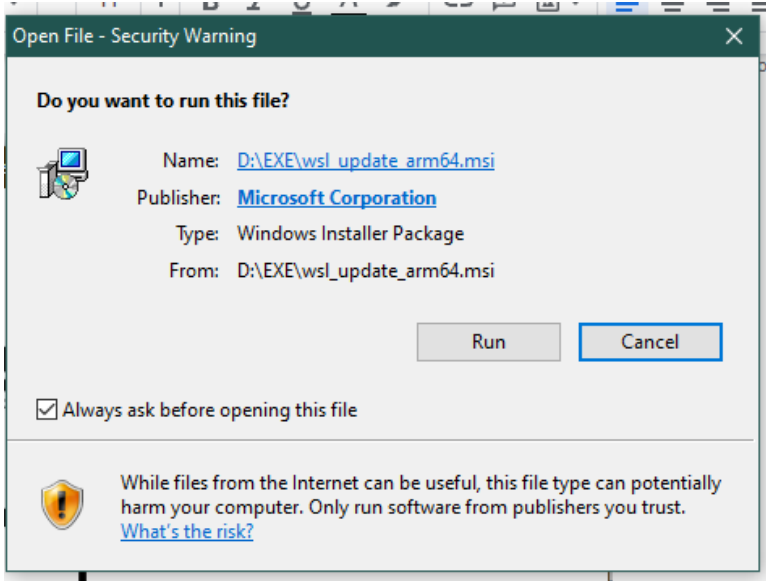 Open File - Security Warning
Do you want to run this file?
Name: D:\EXE\wsl_update_arm64.msi
Publisher: Microsoft Corporation
Type: Windows Installer Package
From: D:\EXE\wsl_update_arm64.msi
Run Cancel
Always ask before opening this file
While files from the Internet can be useful, this file type can potentially
harm your computer. Only run software from publishers you trust.
What's the risk?